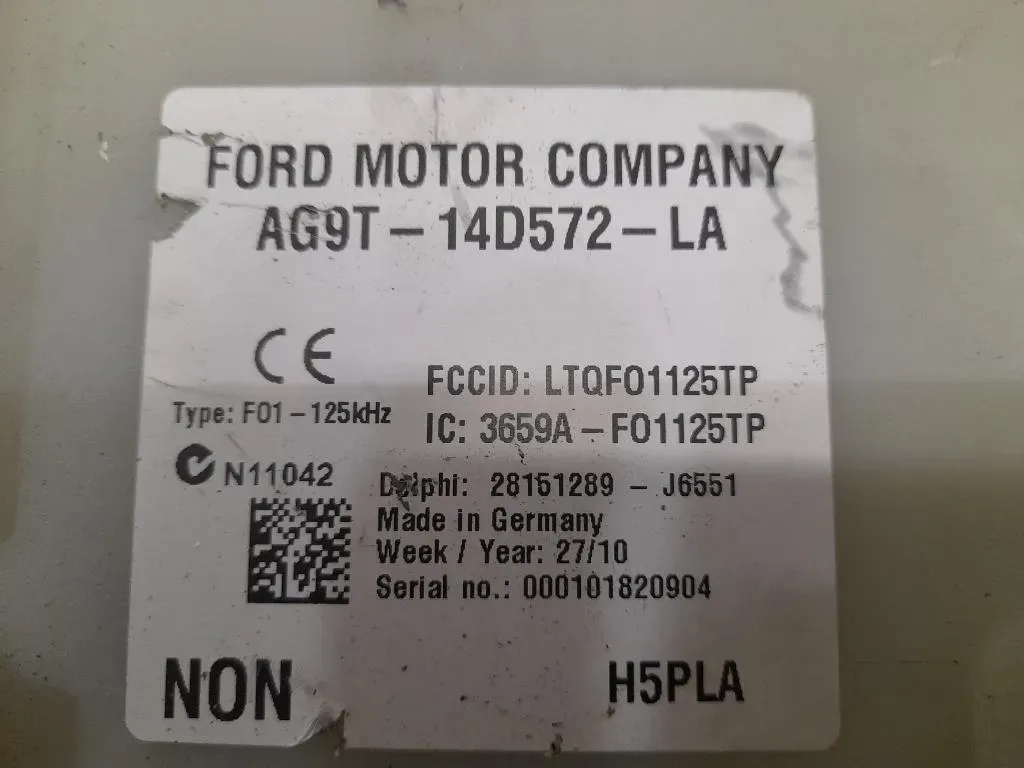 FORD MOTOR COMPANY
AG9T-14D572-LA
CE
Type: F01-125kHz
FCCID: LTQFO1125TP
IC: 3659A-FO1125TP
N11042
Delphi: 28151289 - J6551
Made in Germany
Week / Year: 27/10
Serial no.: 000101820904
NON
H5PLA